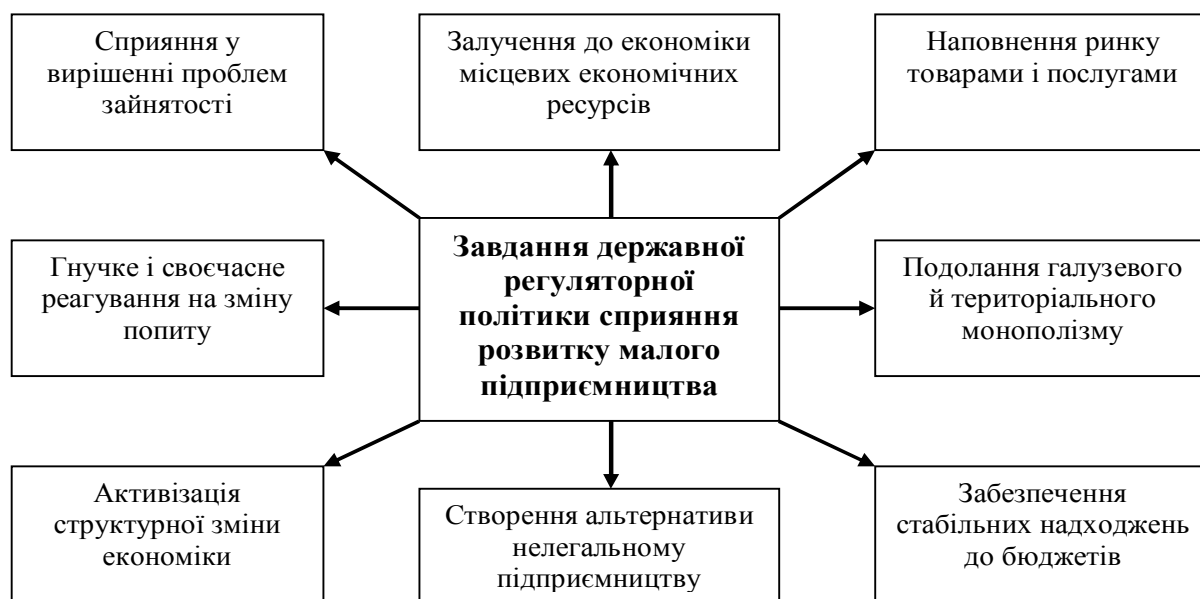 Сприяння у
вирішенні проблем
зайнятості
Залучення до економіки
місцевих економічних
ресурсів
Наповнення ринку
товарами і послугами
Гнучке і своєчасне
реагування на зміну
попиту
Завдання державної
регуляторної
політики сприяння
розвитку малого
підприємництва
Подолання галузевого
й територіального
монополізму
Активізація
структурної зміни
економіки
Створення альтернативи
нелегальному
підприємництву
Забезпечення
стабільних надходжень
до бюджетів